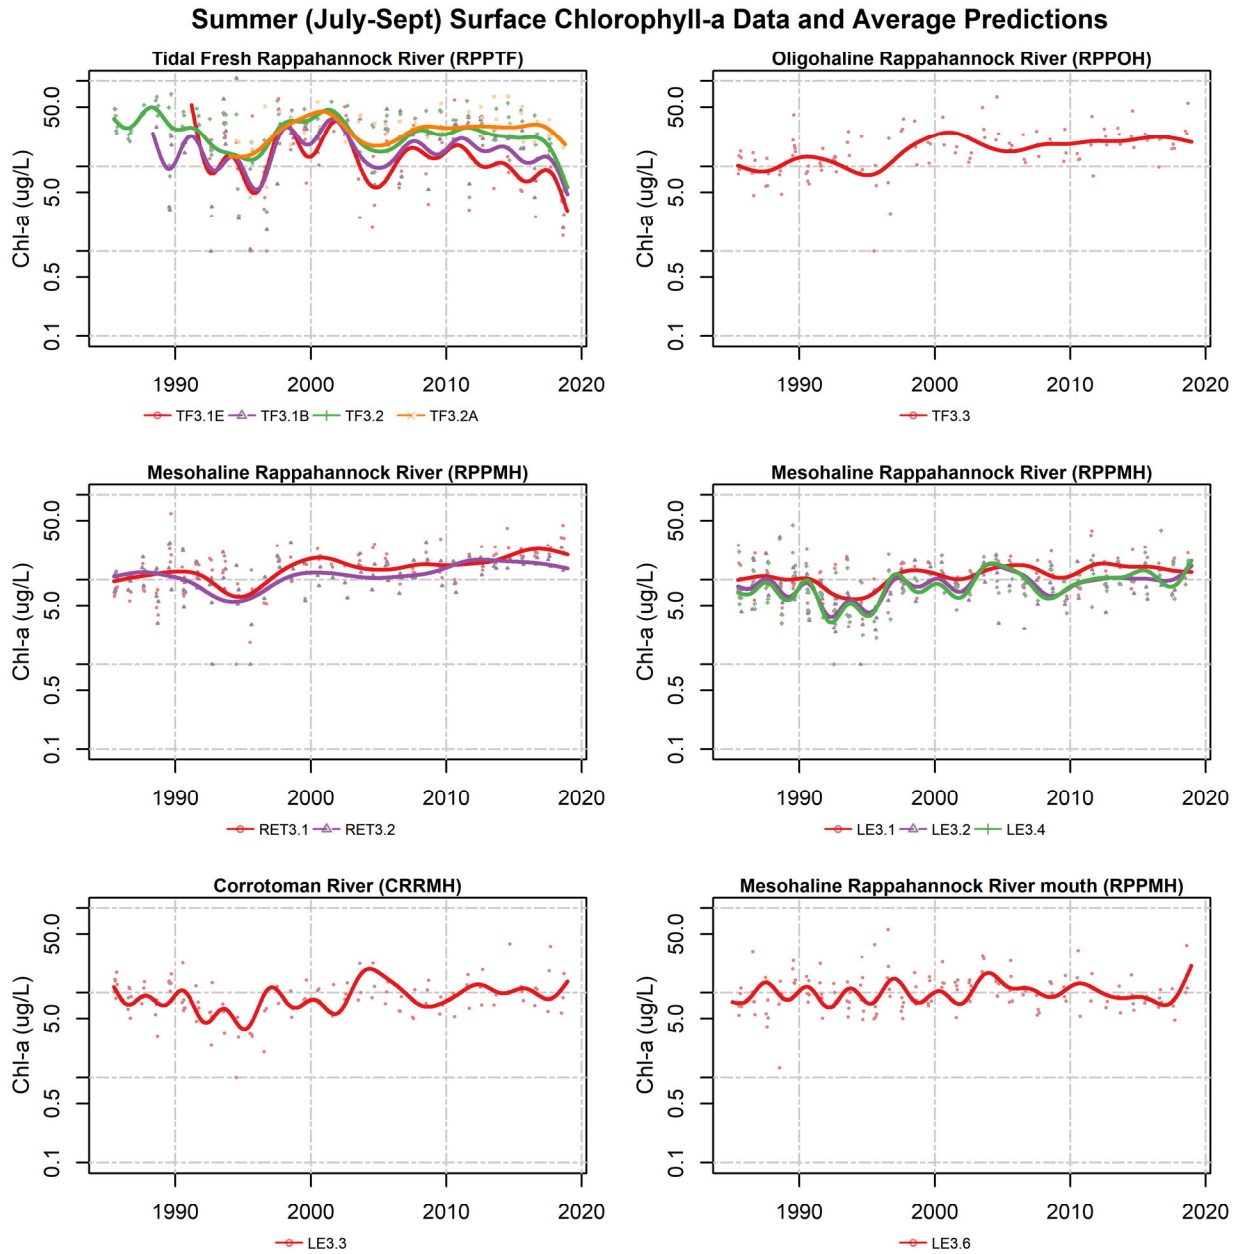 Summer (July-Sept) Surface Chlorophyll-a Data and Average Predictions
Tidal Fresh Rappahannock River (RPPTF)
Chl-a (ug/L)
50.0
5.0
0.5
0.1
1990 2000 2010 2020
TF3.1E TF3.1B TF3.2 TF3.2A
Oligohaline Rappahannock River (RPPOH)
Chl-a (ug/L)
50.0
5.0
0.5
0.1
1990 2000 2010 2020
TF3.3
Mesohaline Rappahannock River (RPPMH)
Chl-a (ug/L)
50.0
5.0
0.5
0.1
1990 2000 2010 2020
RET3.1 RET3.2
Mesohaline Rappahannock River (RPPMH)
Chl-a (ug/L)
50.0
5.0
0.5
0.1
1990 2000 2010 2020
LE3.1 LE3.2 LE3.4
Corrotoman River (CRRMH)
Chl-a (ug/L)
50.0
5.0
0.5
0.1
1990 2000 2010 2020
LE3.3
Mesohaline Rappahannock River mouth (RPPMH)
Chl-a (ug/L)
50.0
5.0
0.5
0.1
1990 2000 2010 2020
LE3.6